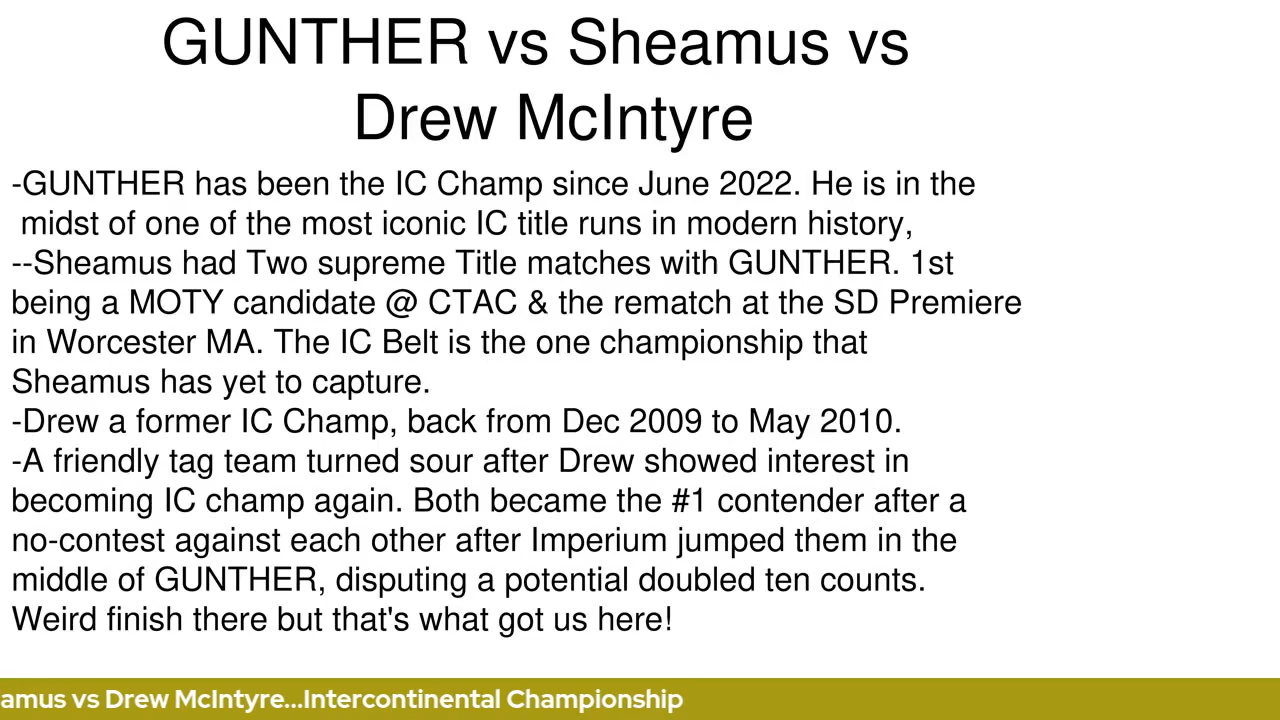 GUNTHER vs Sheamus vs
Drew McIntyre
-GUNTHER has been the IC Champ since June 2022. He is in the
midst of one of the most iconic IC title runs in modern history,
--Sheamus had Two supreme Title matches with GUNTHER. 1st
being a MOTY candidate @ CTAC & the rematch at the SD Premiere
in Worcester MA. The IC Belt is the one championship that
Sheamus has yet to capture.
-Drew a former IC Champ, back from Dec 2009 to May 2010.
-A friendly tag team turned sour after Drew showed interest in
becoming IC champ again. Both became the #1 contender after a
no-contest against each other after Imperium jumped them in the
middle of GUNTHER, disputing a potential doubled ten counts.
Weird finish there but that's what got us here!
amus vs Drew McIntyre...Intercontinental Championship